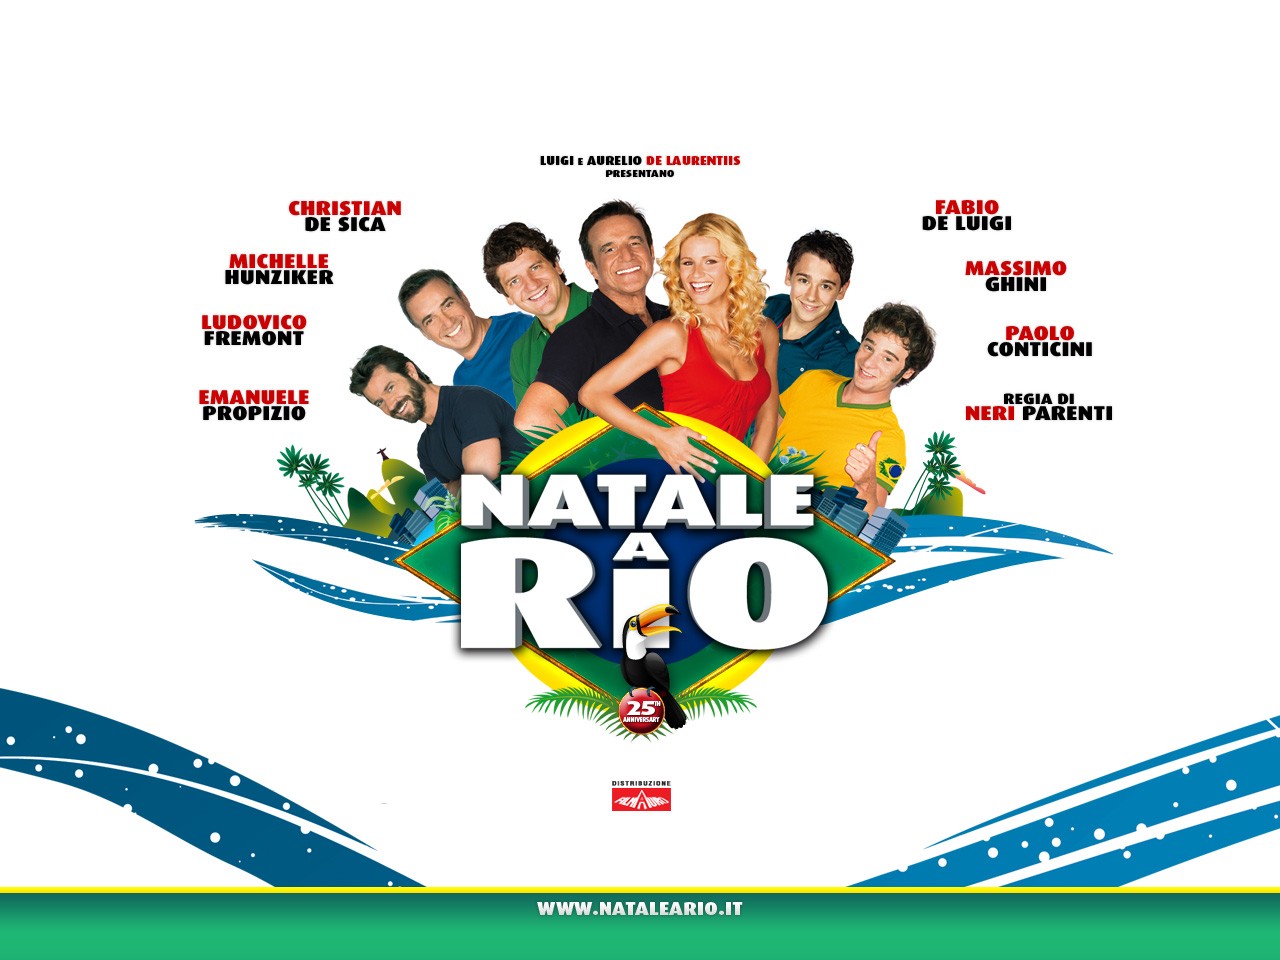 LUIGI E AURELIO DE LAURENTIIS
PRESENTANO
CHRISTIAN
DE SICA
MICHELLE
HUNZIKER
LUDOVICO
FREMONT
EMANUELE
PROPIZIO
FABIO
DE LUIGI
MASSIMO
GHINI
PAOLO
CONTICINI
REGIA DI
NERI PARENTI
NATALE
A
RIO
25TH
ANNIVERSARY
DISTRIBUZIONE
FILMAURO
WWW.NATALEARIO.IT